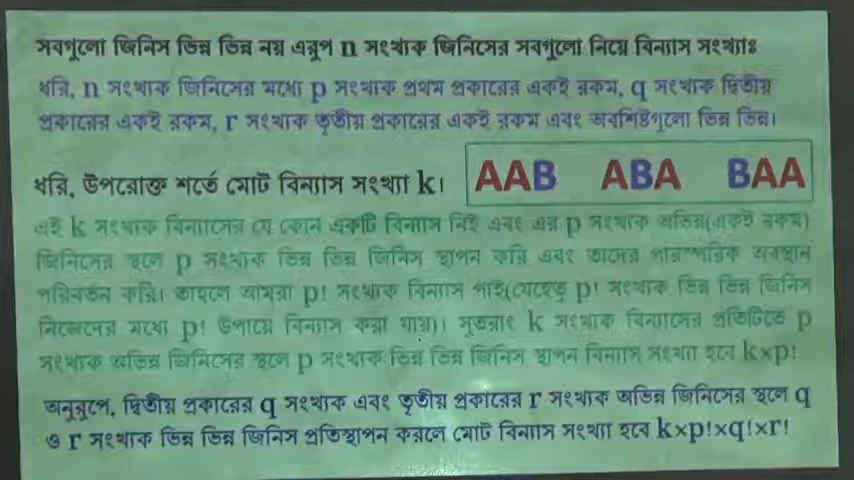 সবগুলো জিনিস ভিন্ন ভিন্ন নয় এরুপ n সংখ্যক জিনিসের সবগুলো নিয়ে বিন্যাস সংখ্যাঃ
ধরি, n সংখ্যক জিনিসের মধ্যে p সংখ্যক প্রথম প্রকারের একই রকম, q সংখ্যক দ্বিতীয়
প্রকারের একই রকম, r সংখ্যক তৃতীয় প্রকারের একই রকম এবং অবশিষ্টগুলো ভিন্ন ভিন্ন।
ধরি, উপরোক্ত শর্তে মোট বিন্যাস সংখ্যা k। AAB ABA BAA
এই k সংখ্যক বিন্যাসের যে কোন একটি বিন্যাস নিই এবং এর p সংখ্যক অভিন্ন(একই রকম)
জিনিসের স্থলে p সংখ্যক ভিন্ন ভিন্ন জিনিস স্থাপন করি এবং তাদের পারস্পারিক অবস্থান
পরিবর্তন করি। তাহলে আমরা p! সংখ্যক বিন্যাস পাই(যেহেতু p! সংখ্যক ভিন্ন ভিন্ন জিনিস
নিজেদের মধ্যে p! উপায়ে বিন্যাস করা যায়)। সুতরাং k সংখ্যক বিন্যাসের প্রতিটিতে p
সংখ্যক অভিন্ন জিনিসের স্থলে p সংখ্যক ভিন্ন ভিন্ন জিনিস স্থাপন বিন্যাস সংখ্যা হবে k×p!
অনুরুপে, দ্বিতীয় প্রকারের q সংখ্যক এবং তৃতীয় প্রকারের r সংখ্যক অভিন্ন জিনিসের স্থলে q
ও r সংখ্যক ভিন্ন ভিন্ন জিনিস প্রতিস্থাপন করলে মোট বিন্যাস সংখ্যা হবে k×p!×q!×r!